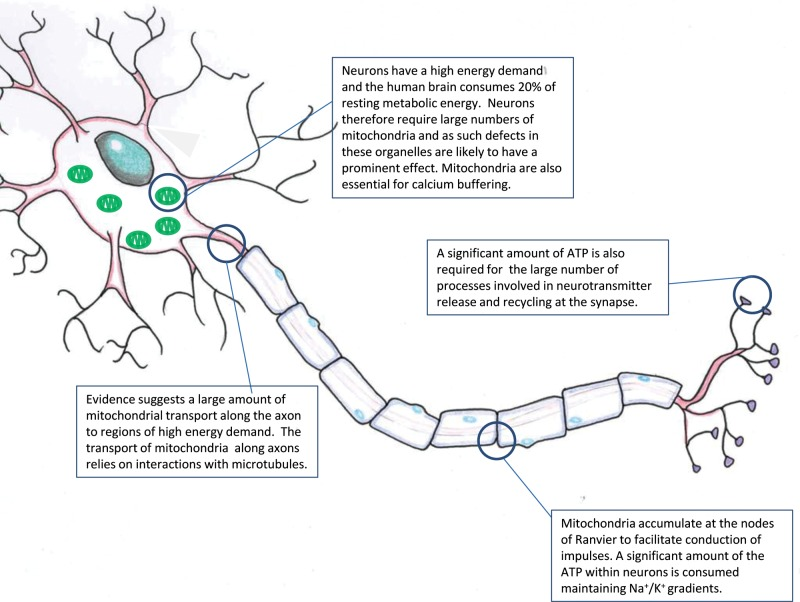 Neurons have a high energy demand
and the human brain consumes 20% of
resting metabolic energy. Neurons
therefore require large numbers of
mitochondria and as such defects in
these organelles are likely to have a
prominent effect. Mitochondria are also
essential for calcium buffering.
A significant amount of ATP is also
required for the large number of
processes involved in neurotransmitter
release and recycling at the synapse.
Evidence suggests a large amount of
mitochondrial transport along the axon
to regions of high energy demand. The
transport of mitochondria along axons
relies on interactions with microtubules.
Mitochondria accumulate at the nodes
of Ranvier to facilitate conduction of
impulses. A significant amount of the
ATP within neurons is consumed
maintaining Na⁺/K⁺ gradients.